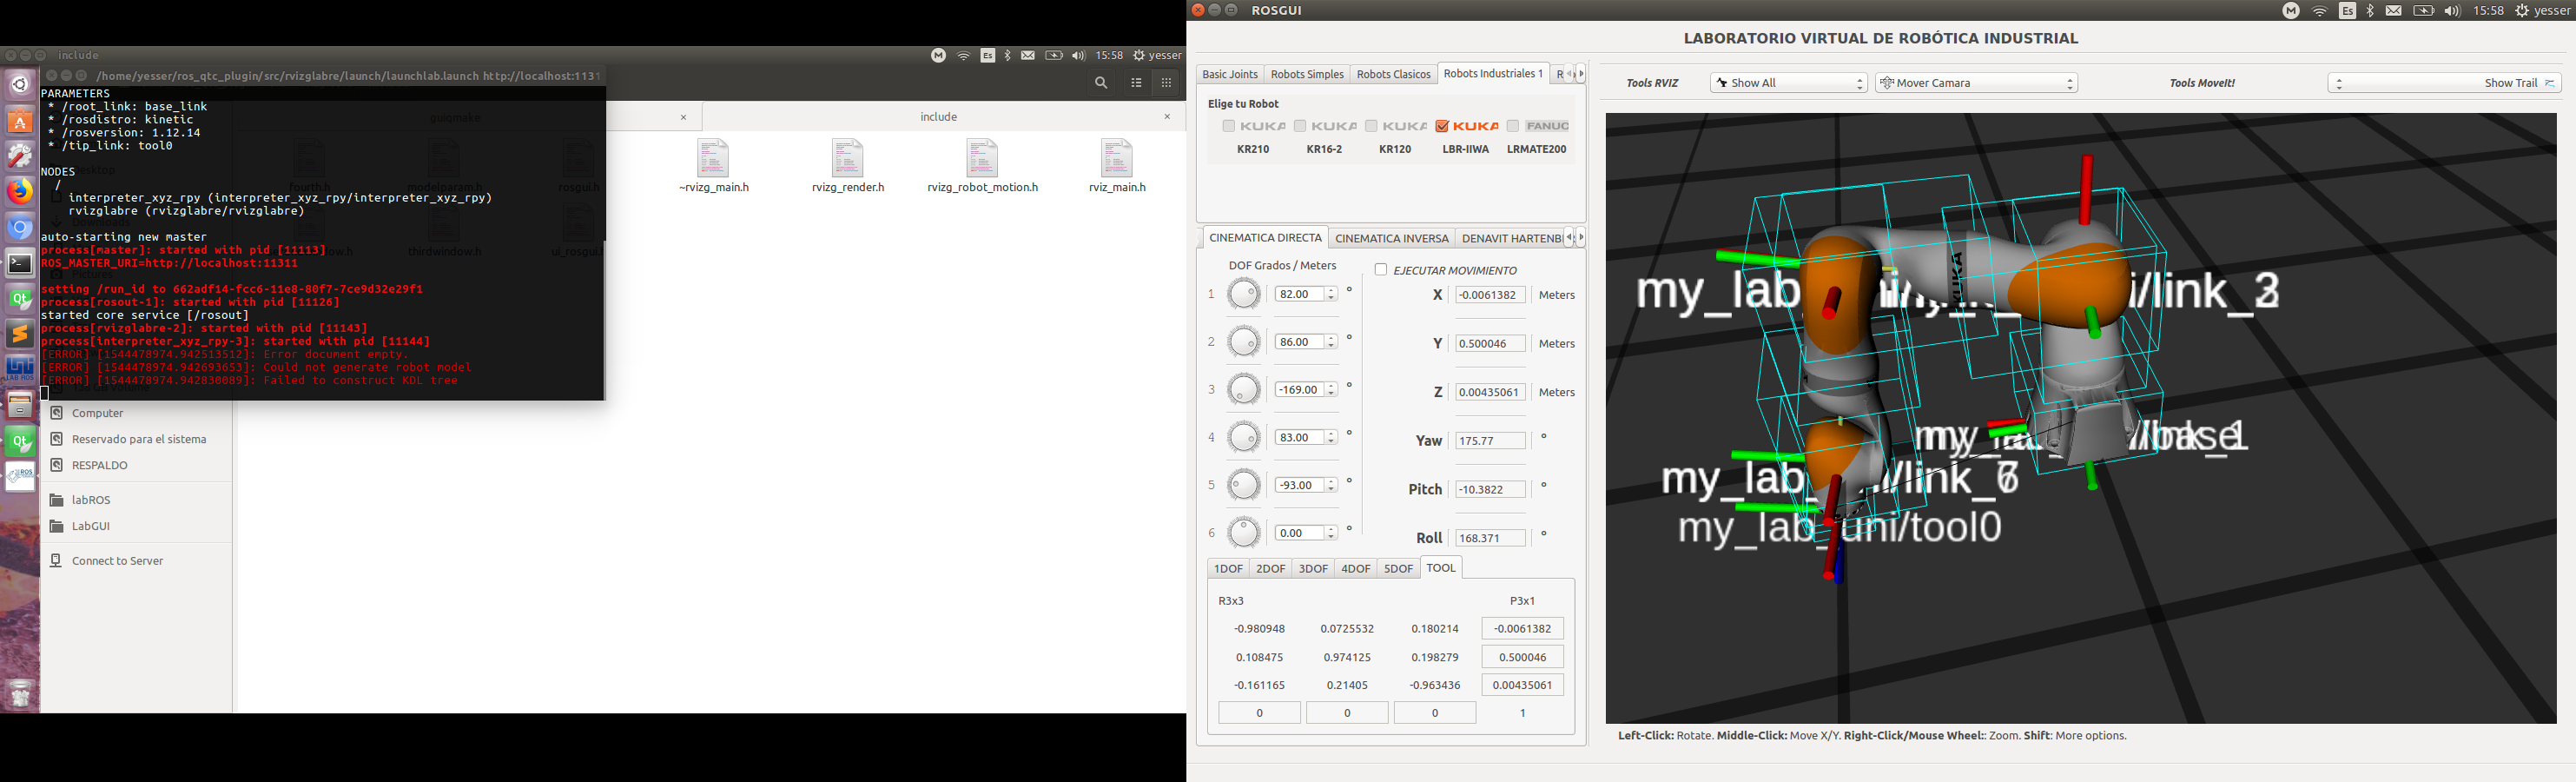 include
15:58 yesser
/home/yesser/ros_qtc_plugin/src/rvizglabre/launch/launchlab.launch http://localhost:1131
PARAMETERS
* /root_link: base_link
* /rosdistro: kinetic
* /rosversion: 1.12.14
* /tip_link: tool0
NODES
/
interpreter_xyz_rpy (interpreter_xyz_rpy/interpreter_xyz_rpy)
rvizglabre (rvizglabre/rvizglabre)
auto-starting new master
process[master]: started with pid [11113]
ROS_MASTER_URI=http://localhost:11311
setting /run_id to 662adf14-fcc6-11e8-80f7-7ce9d32e29f1
process[rosout-1]: started with pid [11126]
started core service [/rosout]
process[rvizglabre-2]: started with pid [11143]
process[interpreter_xyz_rpy-3]: started with pid [11144]
[ERROR] [1544478974.942513512]: Error document empty.
[ERROR] [1544478974.942693653]: Could not generate robot model
[ERROR] [1544478974.942830089]: Failed to construct KDL tree
guiqmake
include
~rvizg_main.h
rvizg_render.h
rvizg_robot_motion.h
rviz_main.h
fourth.h
modelparam.h
rosgui.h
thirdwindow.h
ui_rosgui.h
Computer
Reservado para el sistema
RESPALDO
labROS
LabGUI
Connect to Server
ROSGUI
Es 15:58 yesser
LABORATORIO VIRTUAL DE ROBÓTICA INDUSTRIAL
Basic Joints Robots Simples Robots Clasicos Robots Industriales 1
Elige tu Robot
KUKA KUKA KUKA KUKA FANUC
KR210 KR16-2 KR120 LBR-IIWA LRMATE200
CINEMATICA DIRECTA CINEMATICA INVERSA DENAVIT HARTENB
DOF Grados / Meters
EJECUTAR MOVIMIENTO
1 82.00 °
X -0.0061382 Meters
2 86.00 °
Y 0.500046 Meters
3 -169.00 °
Z 0.00435061 Meters
4 83.00 °
Yaw 175.77 °
5 -93.00 °
Pitch -10.3822 °
6 0.00 °
Roll 168.371 °
1DOF 2DOF 3DOF 4DOF 5DOF TOOL
R3x3 P3x1
-0.980948 0.0725532 0.180214 -0.0061382
0.108475 0.974125 0.198279 0.500046
-0.161165 0.21405 -0.963436 0.00435061
0 0 0 1
Tools RVIZ Show All Mover Camara Tools MoveIt! Show Trail
KUKA
my_lab_uni/tool0
Left-Click: Rotate. Middle-Click: Move X/Y. Right-Click/Mouse Wheel:: Zoom. Shift: More options.